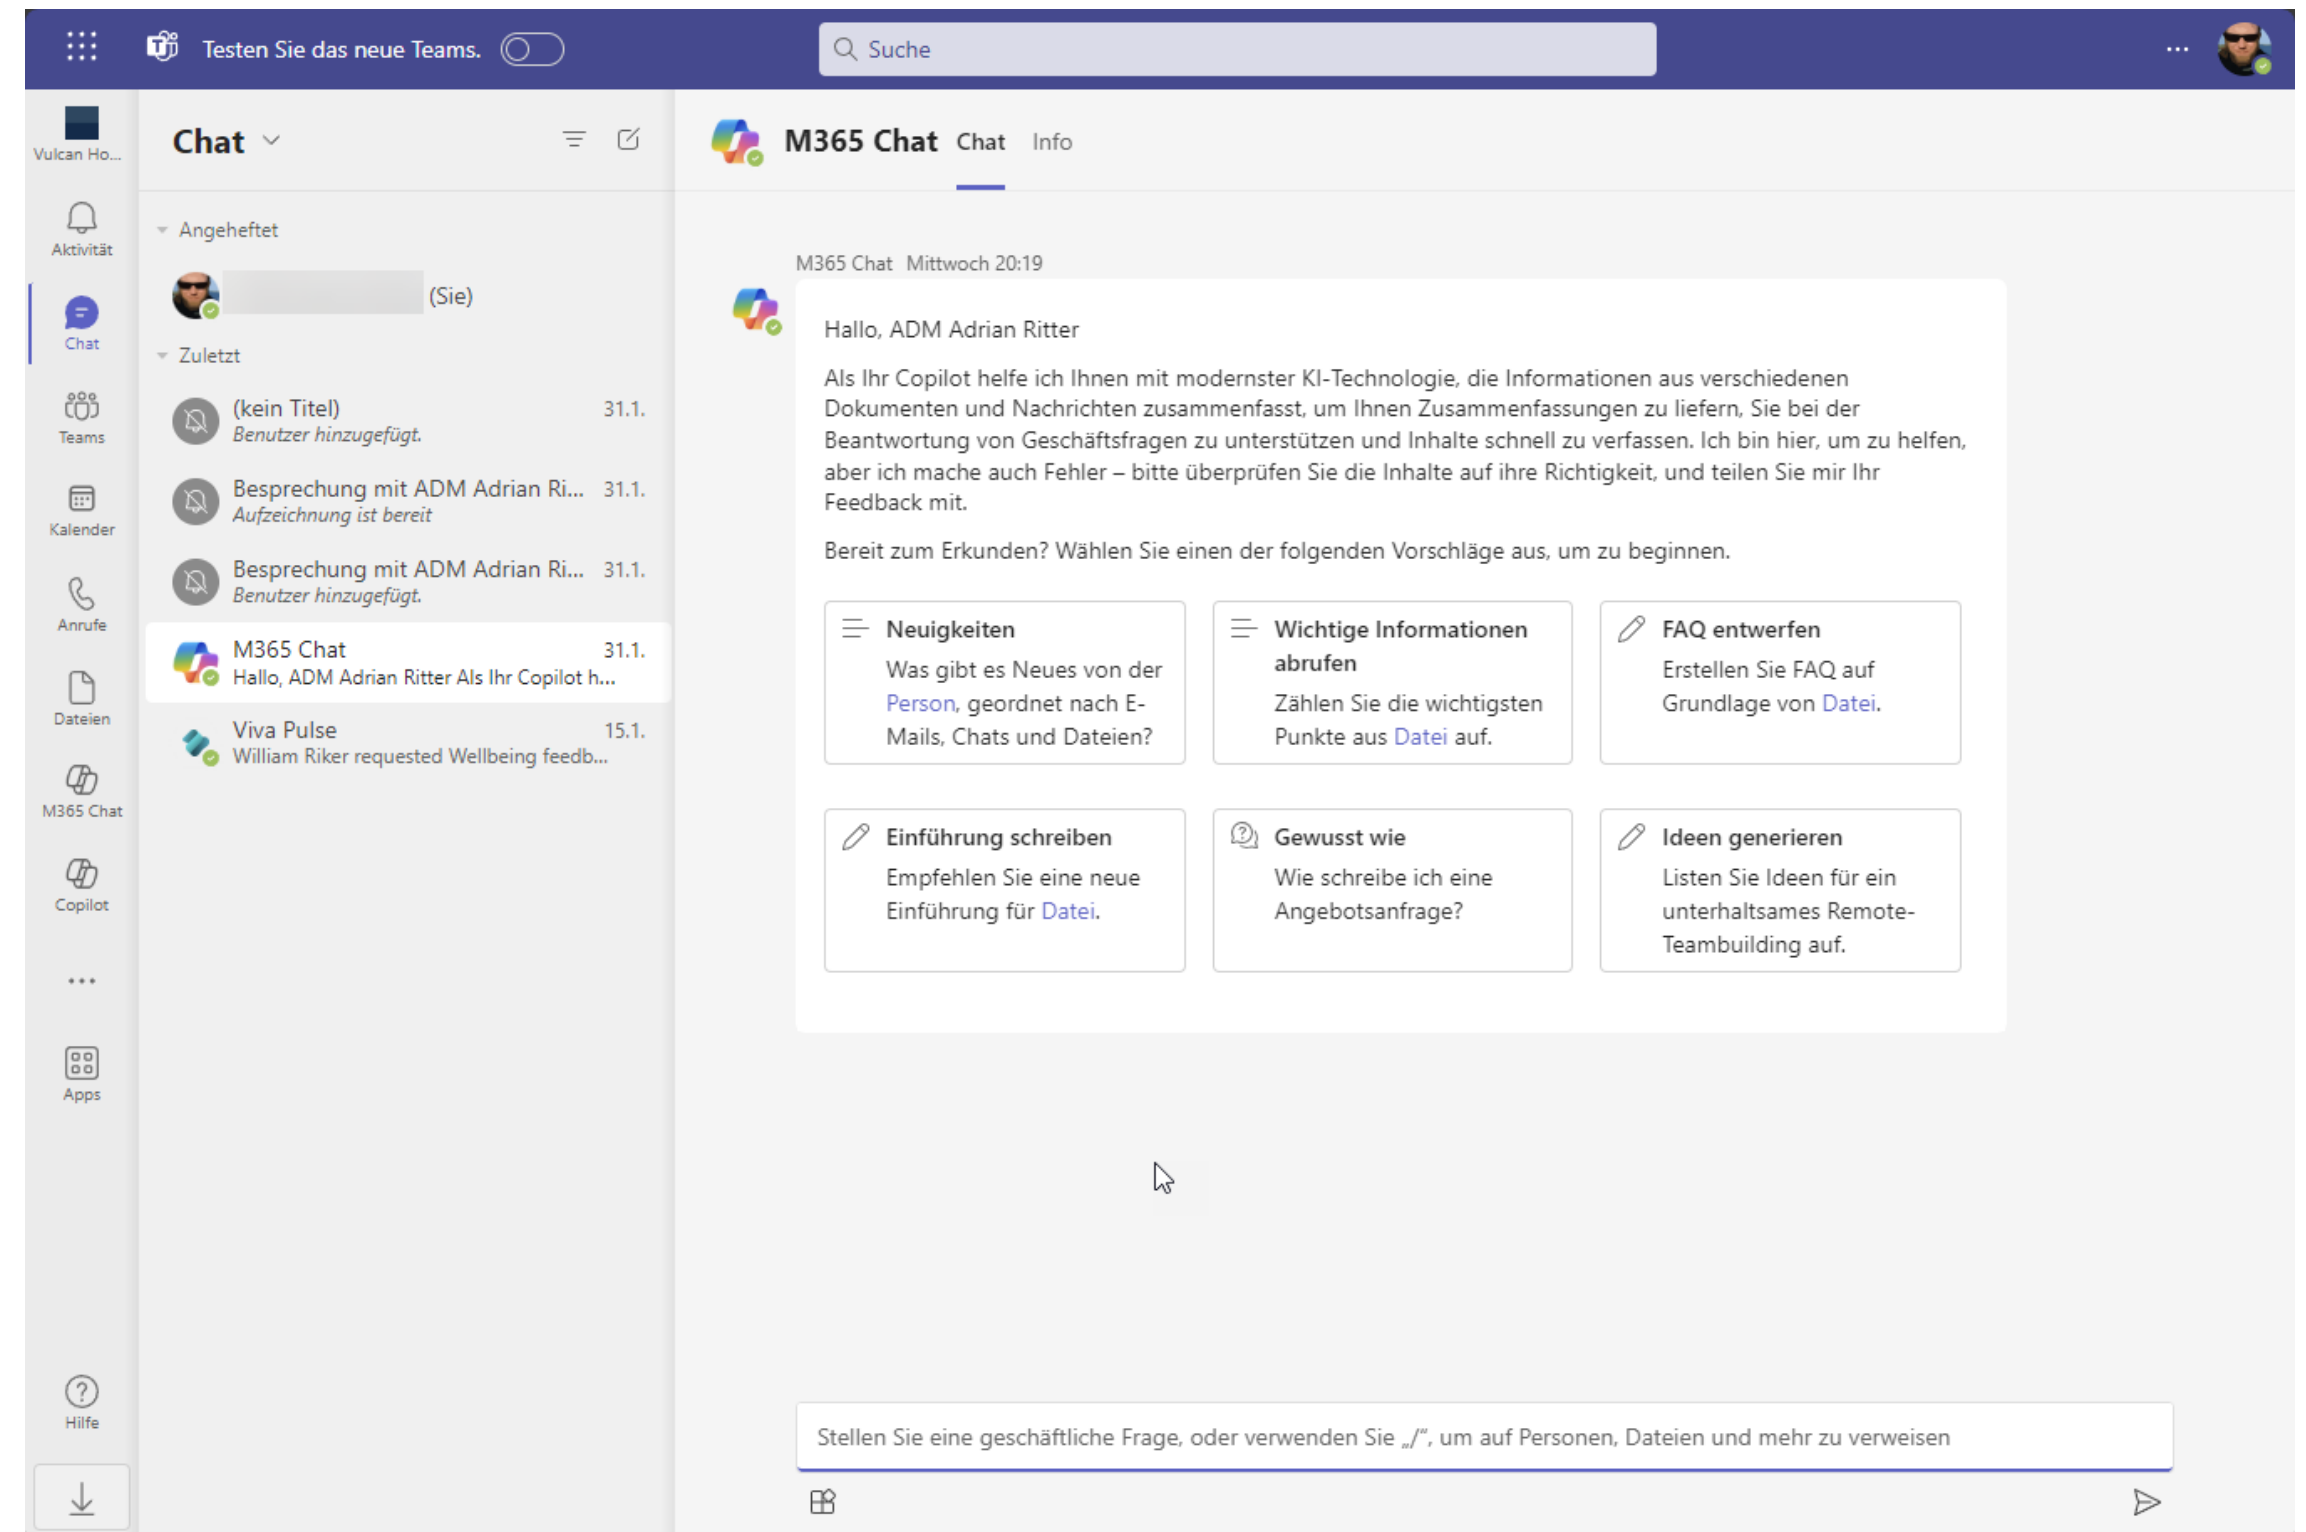 Testen Sie das neue Teams.
Suche
Vulcan Ho...
Aktivität
Chat
Teams
Kalender
Anrufe
Dateien
M365 Chat
Copilot
Apps
Hilfe
Chat
Angeheftet
(Sie)
Zuletzt
(kein Titel) 31.1.
Benutzer hinzugefügt.
Besprechung mit ADM Adrian Ri... 31.1.
Aufzeichnung ist bereit
Besprechung mit ADM Adrian Ri... 31.1.
Benutzer hinzugefügt.
M365 Chat 31.1.
Hallo, ADM Adrian Ritter Als Ihr Copilot h...
Viva Pulse 15.1.
William Riker requested Wellbeing feedb...
M365 Chat Chat Info
M365 Chat Mittwoch 20:19
Hallo, ADM Adrian Ritter
Als Ihr Copilot helfe ich Ihnen mit modernster KI-Technologie, die Informationen aus verschiedenen
Dokumenten und Nachrichten zusammenfasst, um Ihnen Zusammenfassungen zu liefern, Sie bei der
Beantwortung von Geschäftsfragen zu unterstützen und Inhalte schnell zu verfassen. Ich bin hier, um zu helfen,
aber ich mache auch Fehler – bitte überprüfen Sie die Inhalte auf ihre Richtigkeit, und teilen Sie mir Ihr
Feedback mit.
Bereit zum Erkunden? Wählen Sie einen der folgenden Vorschläge aus, um zu beginnen.
Neuigkeiten
Was gibt es Neues von der
Person, geordnet nach E-
Mails, Chats und Dateien?
Wichtige Informationen
abrufen
Zählen Sie die wichtigsten
Punkte aus Datei auf.
FAQ entwerfen
Erstellen Sie FAQ auf
Grundlage von Datei.
Einführung schreiben
Empfehlen Sie eine neue
Einführung für Datei.
Gewusst wie
Wie schreibe ich eine
Angebotsanfrage?
Ideen generieren
Listen Sie Ideen für ein
unterhaltsames Remote-
Teambuilding auf.
Stellen Sie eine geschäftliche Frage, oder verwenden Sie „/“, um auf Personen, Dateien und mehr zu verweisen